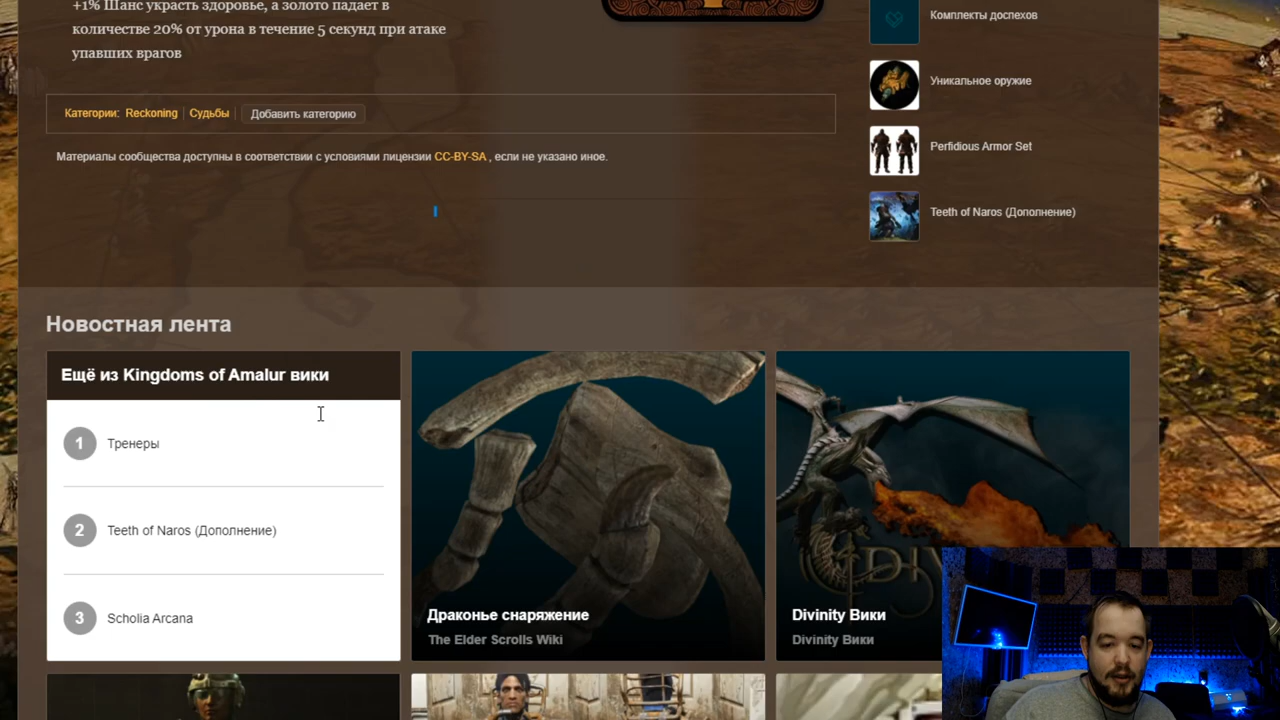 +1% Шанс украсть здоровье, а золото падает в
количестве 20% от урона в течение 5 секунд при атаке
упавших врагов
Категории: Reckoning Судьбы Добавить категорию
Материалы сообщества доступны в соответствии с условиями лицензии CC-BY-SA , если не указано иное.
Комплекты доспехов
Уникальное оружие
Perfidious Armor Set
Teeth of Naros (Дополнение)
Новостная лента
Ещё из Kingdoms of Amalur вики
1 Тренеры
2 Teeth of Naros (Дополнение)
3 Scholia Arcana
Драконье снаряжение
The Elder Scrolls Wiki
DIV
Divinity Вики
Divinity Вики